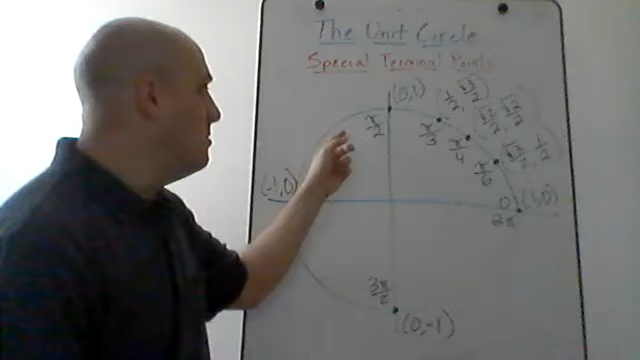 The Unit Circle
Special Terminal Points
(0,1)
(1/2, √3/2)
π/2
π/3
(√2/2, √2/2)
π/4
(√3/2, 1/2)
π/6
(-1,0)
0
(1,0)
2π
3π/2
(0,-1)